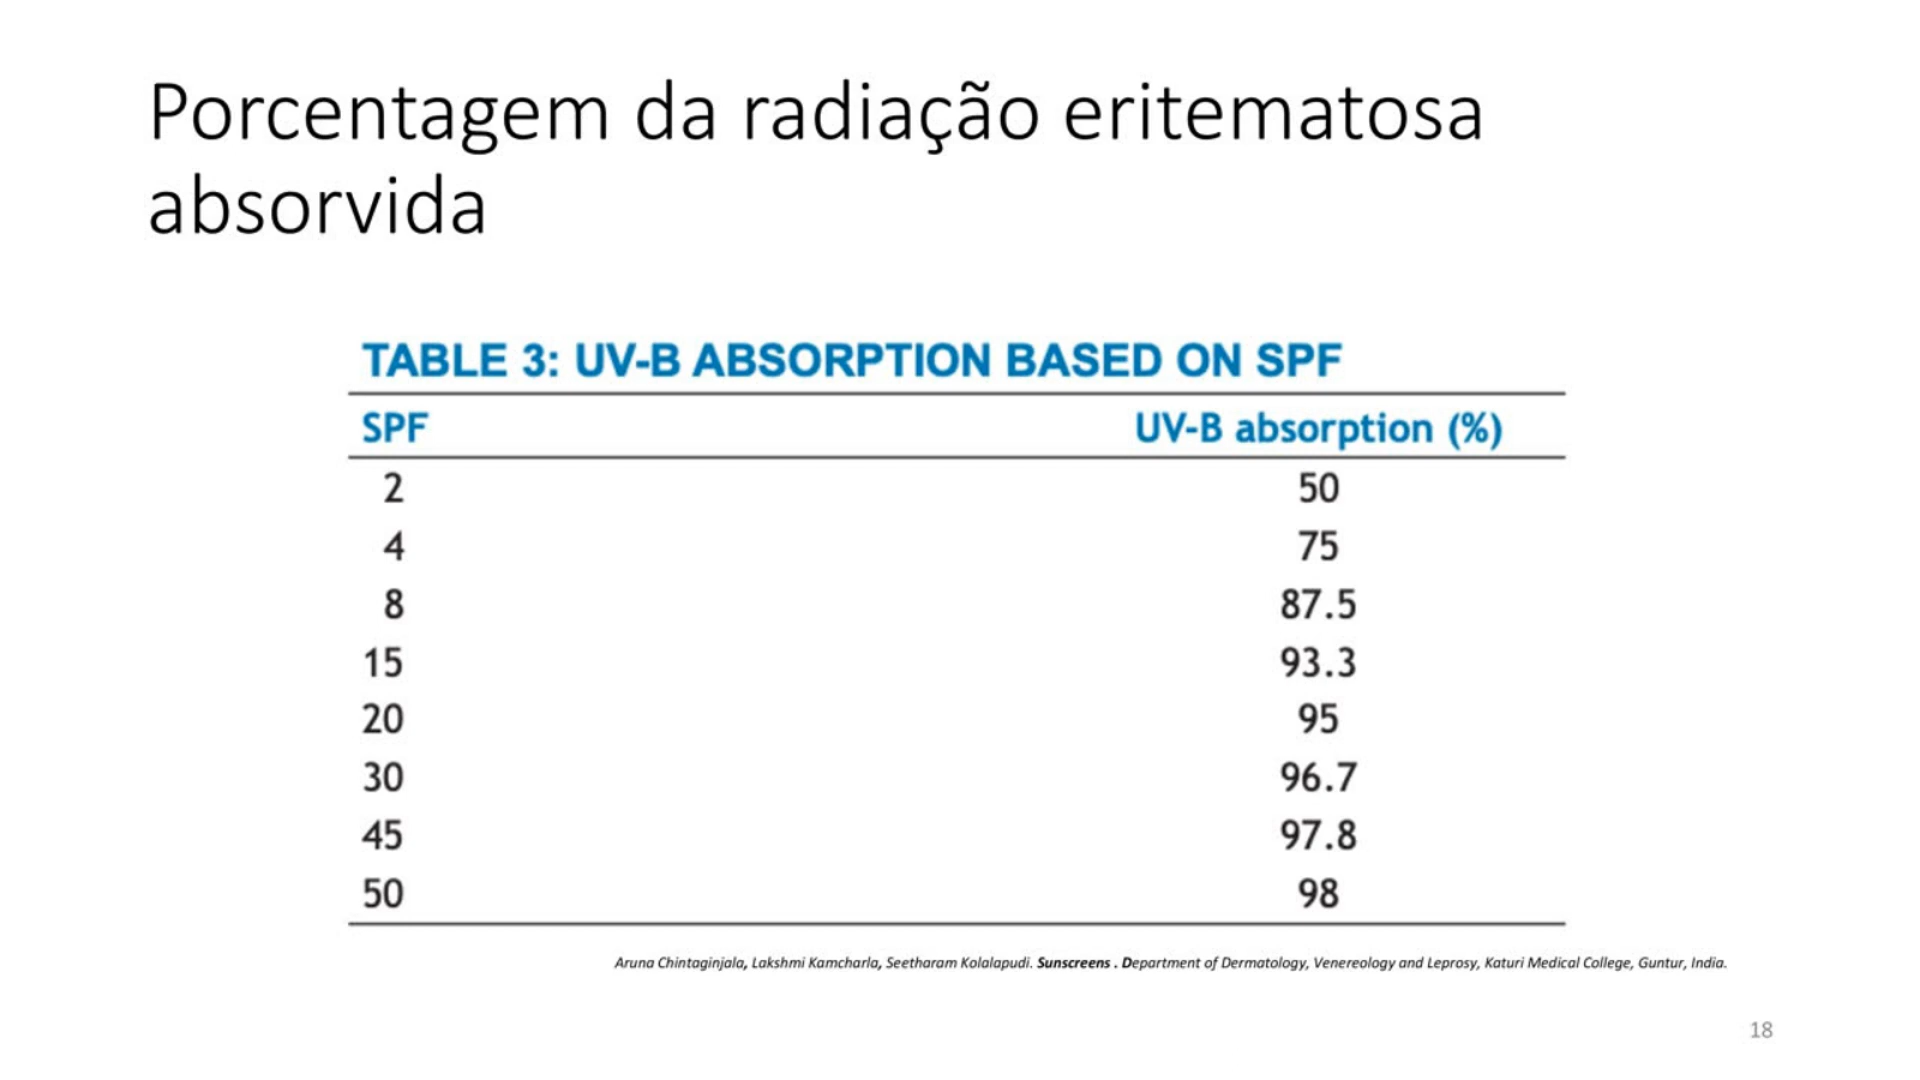 Porcentagem da radiação eritematosa
absorvida
TABLE 3: UV-B ABSORPTION BASED ON SPF
SPF UV-B absorption (%)
2 50
4 75
8 87.5
15 93.3
20 95
30 96.7
45 97.8
50 98
Aruna Chintaginjala, Lakshmi Kamcharla, Seetharam Kolalapudi. Sunscreens . Department of Dermatology, Venereology and Leprosy, Katuri Medical College, Guntur, India.
18